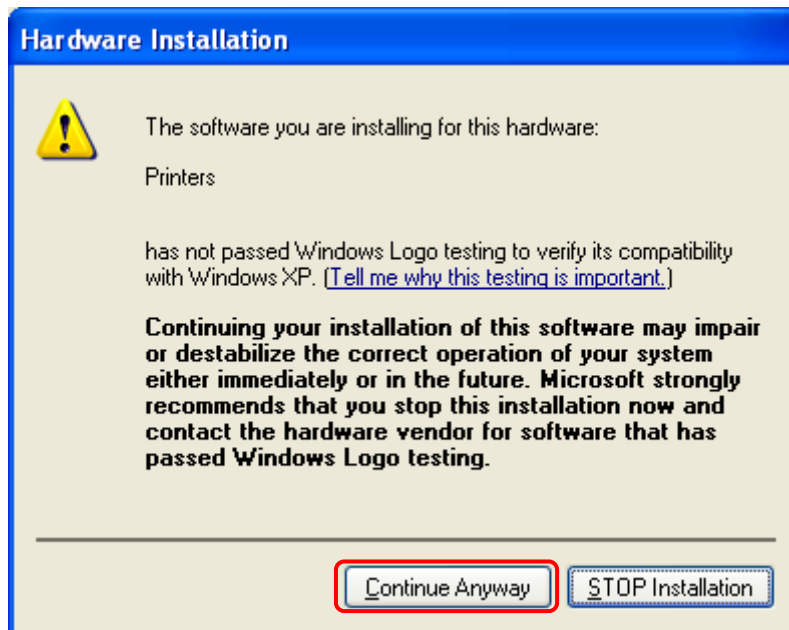 Hardware Installation
The software you are installing for this hardware:
Printers
has not passed Windows Logo testing to verify its compatibility
with Windows XP. (Tell me why this testing is important.)
Continuing your installation of this software may impair
or destabilize the correct operation of your system
either immediately or in the future. Microsoft strongly
recommends that you stop this installation now and
contact the hardware vendor for software that has
passed Windows Logo testing.
Continue Anyway
STOP Installation